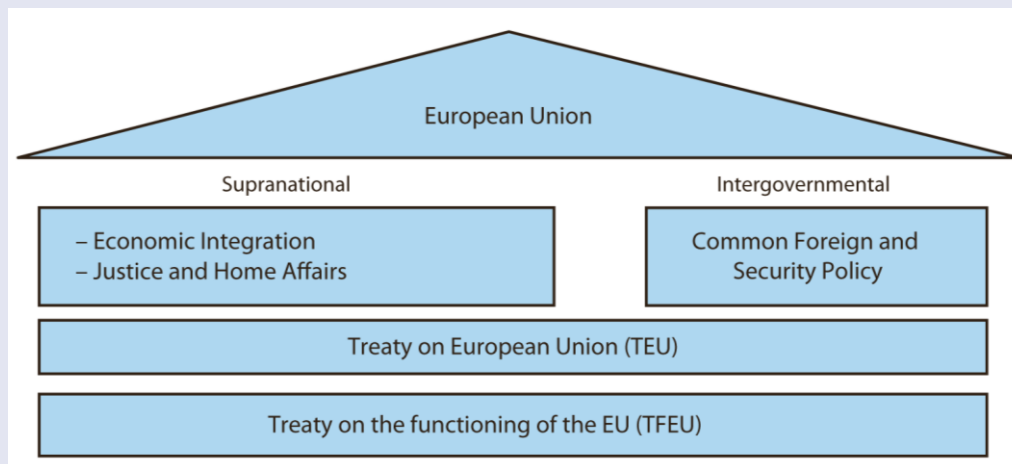 European Union
Supranational
Intergovernmental
– Economic Integration
– Justice and Home Affairs
Common Foreign and
Security Policy
Treaty on European Union (TEU)
Treaty on the functioning of the EU (TFEU)